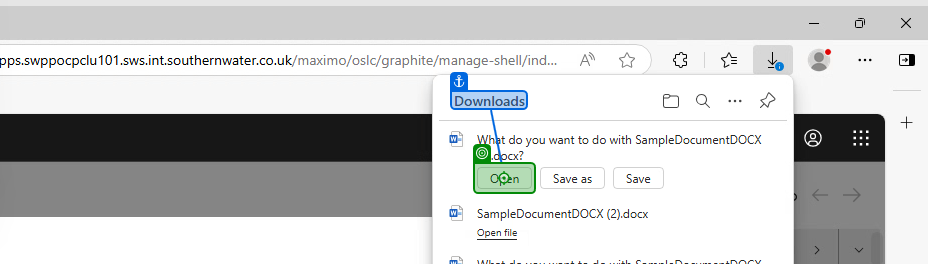 pps.swppocpclu101.sws.int.southernwater.co.uk/maximo/oslc/graphite/manage-shell/ind...
Downloads
What do you want to do with SampleDocumentDOCX
.docx?
Open Save as Save
SampleDocumentDOCX (2).docx
Open file
What do you want to do with SampleDocumentDOCX